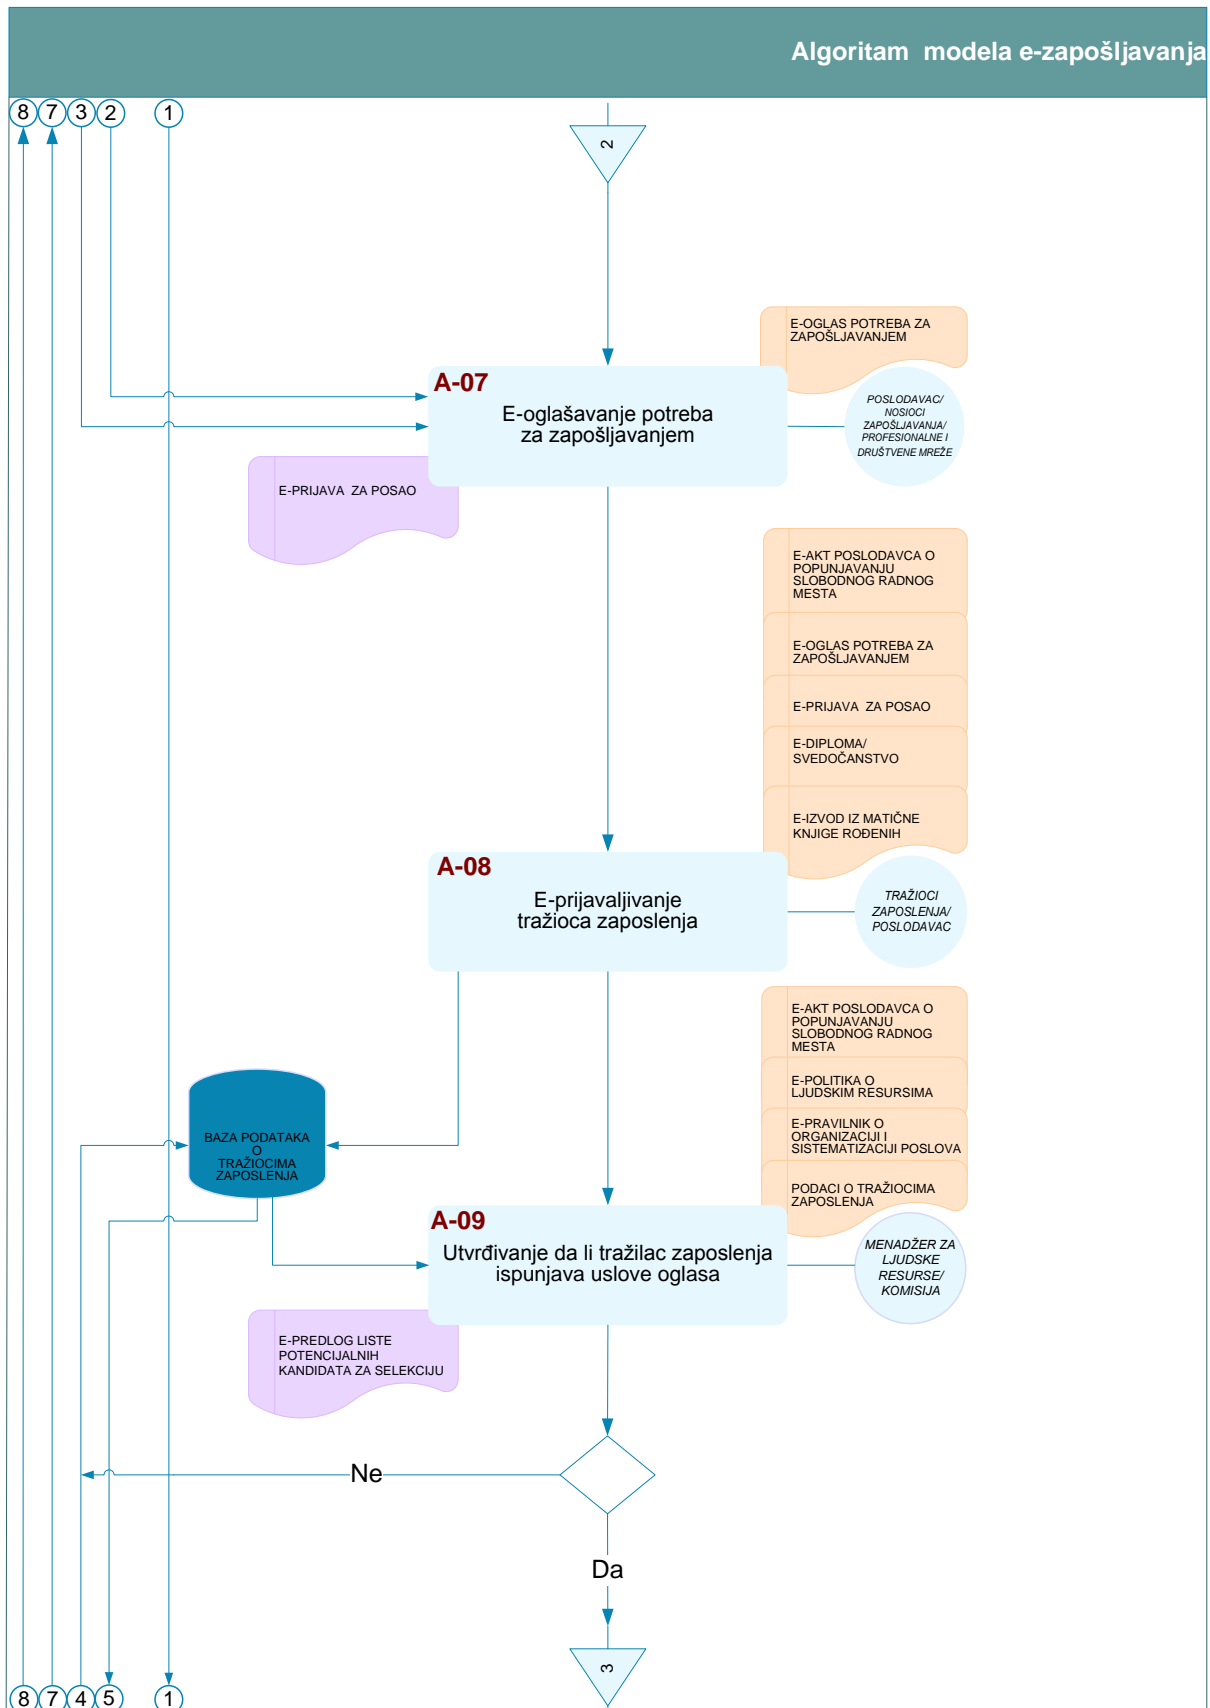 Algoritam modela e-zapošljavanja
8 7 3 2 1
2
E-OGLAS POTREBA ZA
ZAPOŠLJAVANJEM
A-07
E-oglašavanje potreba
za zapošljavanjem
POSLODAVAC/
NOSIOCI
ZAPOŠLJAVANJA/
PROFESIONALNE I
DRUŠTVENE MREŽE
E-PRIJAVA ZA POSAO
E-AKT POSLODAVCA O
POPUNJAVANJU
SLOBODNOG RADNOG
MESTA
E-OGLAS POTREBA ZA
ZAPOŠLJAVANJEM
E-PRIJAVA ZA POSAO
E-DIPLOMA/
SVEDOČANSTVO
E-IZVOD IZ MATIČNE
KNJIGE ROĐENIH
A-08
E-prijavaljivanje
tražioca zaposlenja
TRAŽIOCI
ZAPOSLENJA/
POSLODAVAC
E-AKT POSLODAVCA O
POPUNJAVANJU
SLOBODNOG RADNOG
MESTA
E-POLITIKA O
LJUDSKIM RESURSIMA
E-PRAVILNIK O
ORGANIZACIJI I
SISTEMATIZACIJI POSLOVA
PODACI O TRAŽIOCIMA
ZAPOSLENJA
BAZA PODATAKA
O
TRAŽIOCIMA
ZAPOSLENJA
A-09
Utvrđivanje da li tražilac zaposlenja
ispunjava uslove oglasa
MENADŽER ZA
LJUDSKE
RESURSE/
KOMISIJA
E-PREDLOG LISTE
POTENCIJALNIH
KANDIDATA ZA SELEKCIJU
Ne
Da
3
8 7 4 5 1